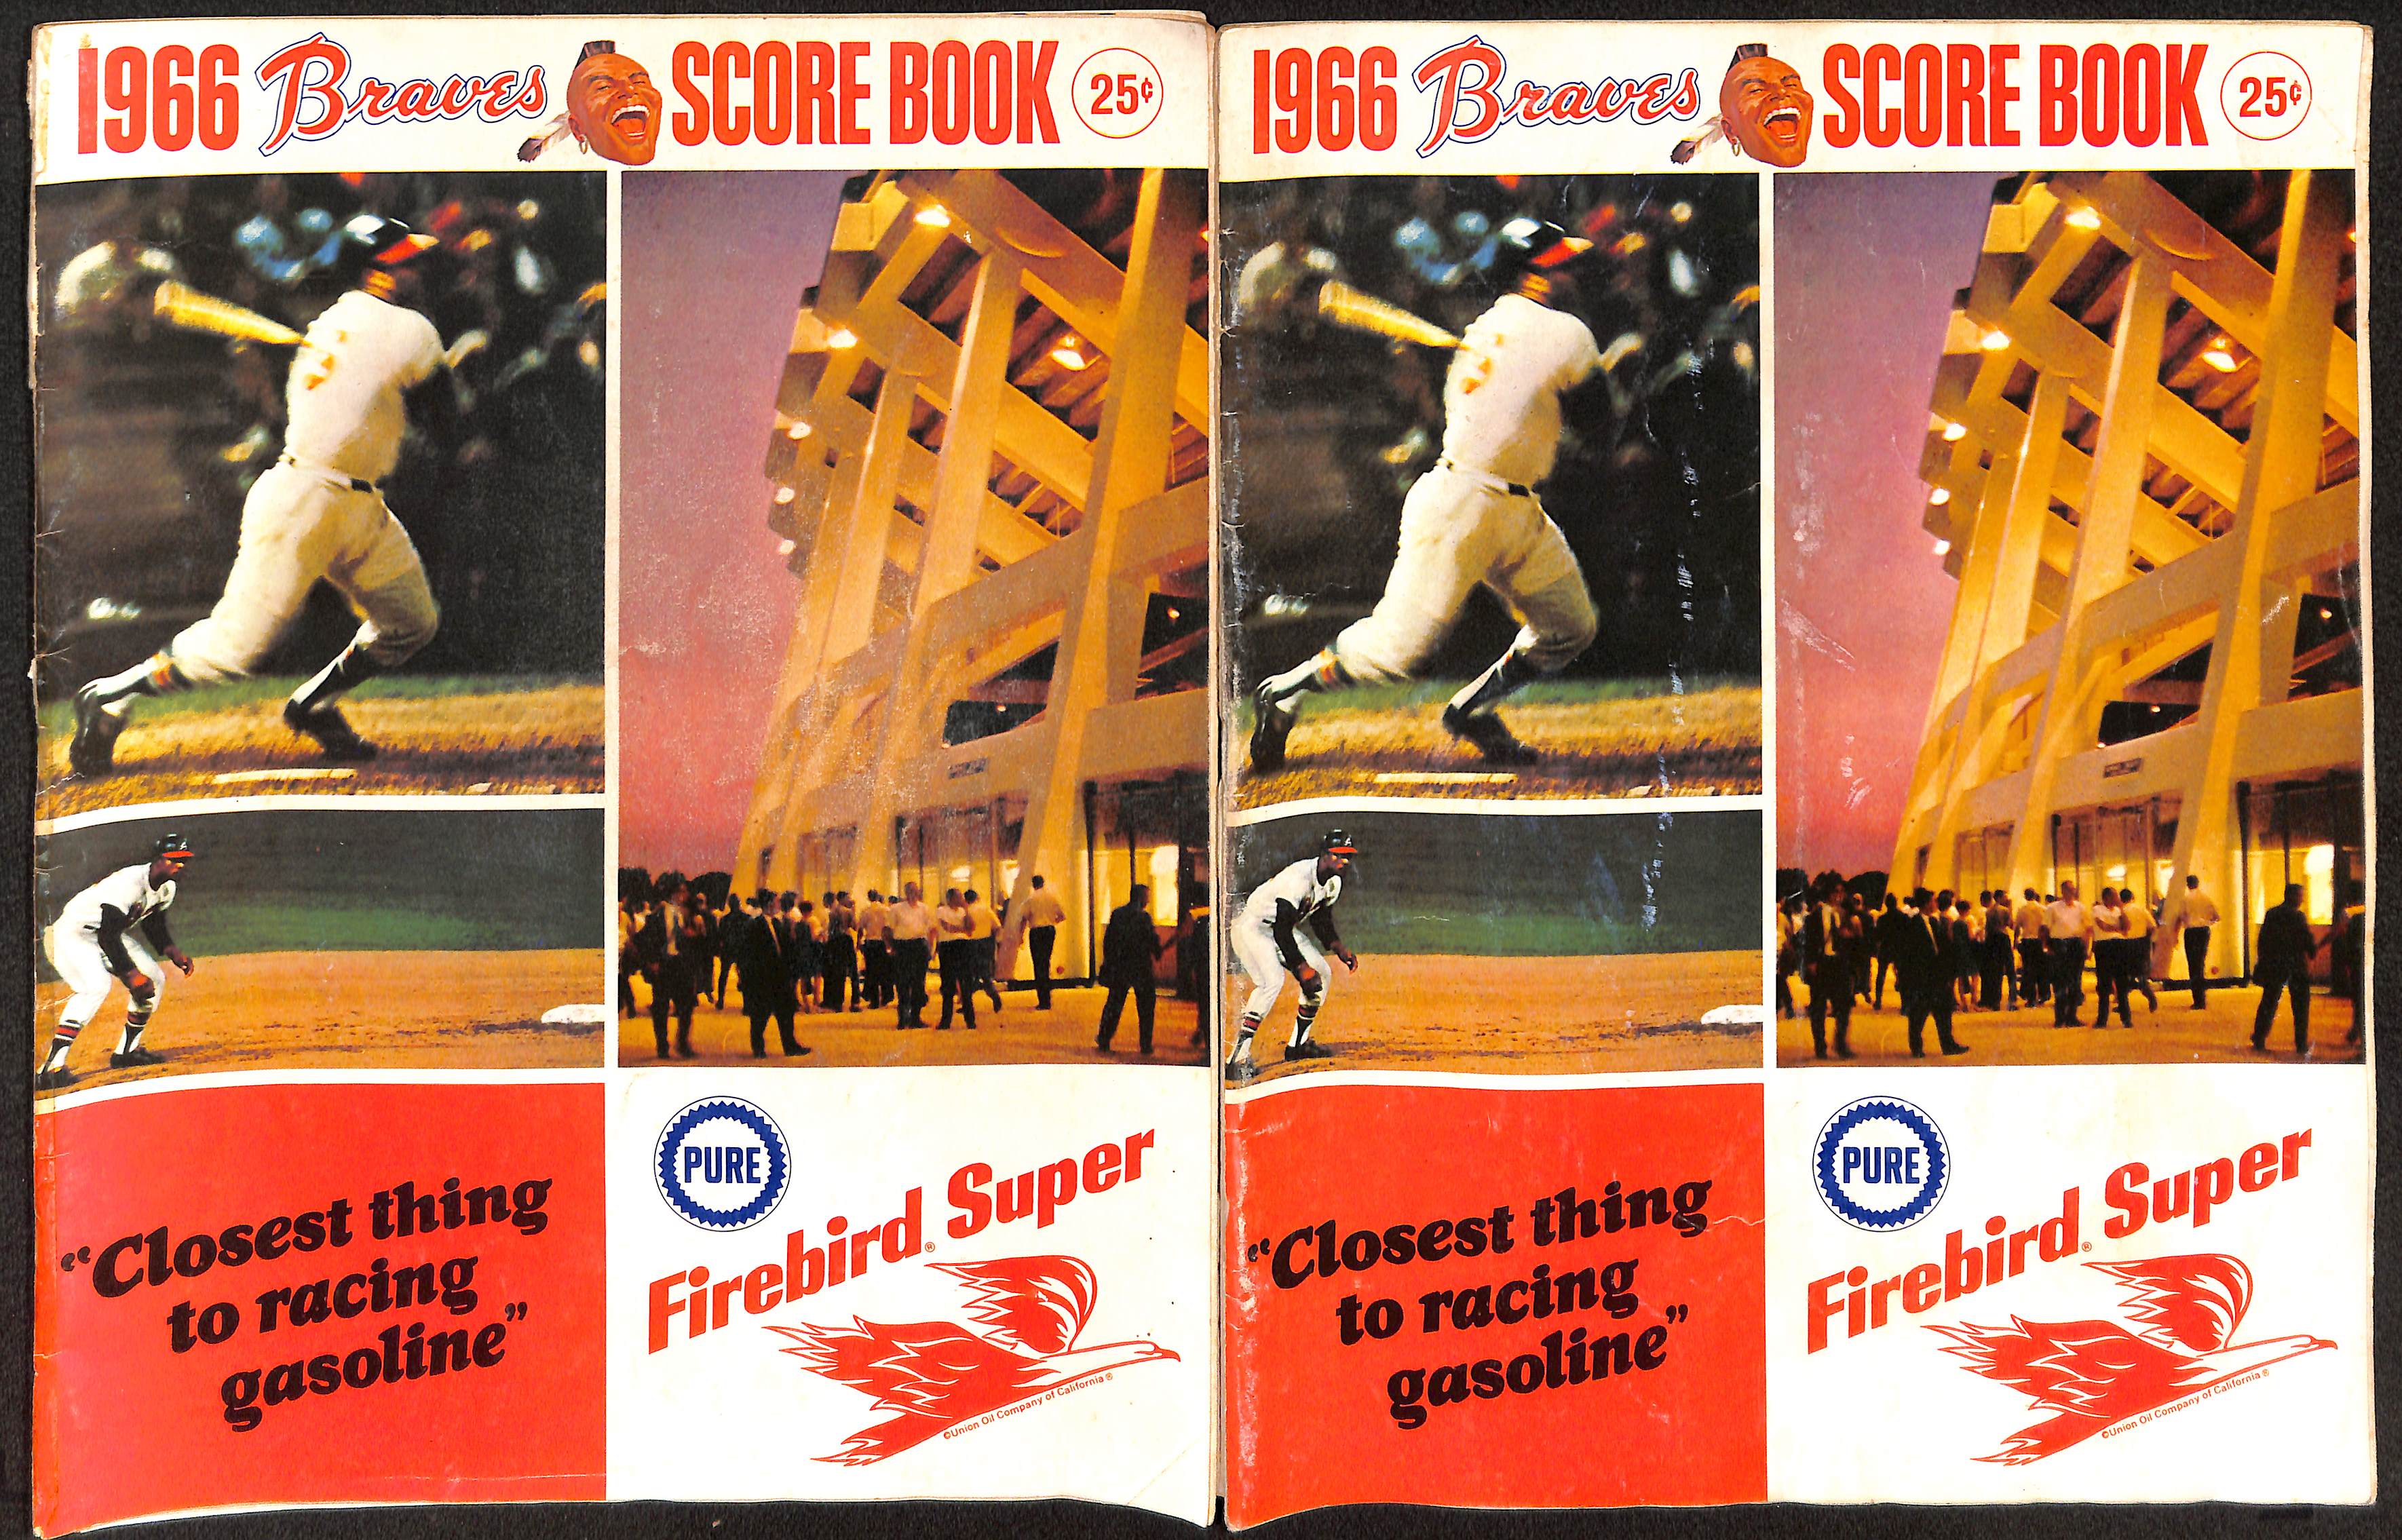 1966 Braves SCORE BOOK 25¢
PURE
Firebird® Super
"Closest thing
to racing
gasoline"
©Union Oil Company of California®
1966 Braves SCORE BOOK 25¢
PURE
Firebird® Super
"Closest thing
to racing
gasoline"
©Union Oil Company of California®